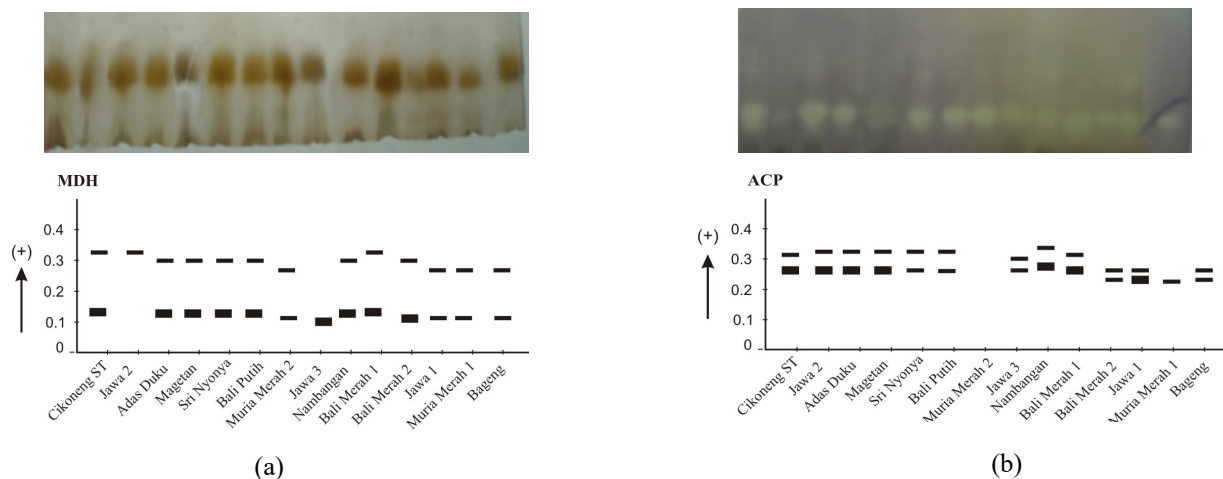 MDH
(+)
0.4
0.3
0.2
0.1
0
Cikoneng ST
Jawa 2
Adas Duku
Magetan
Sri Nyonya
Bali Putih
Muria Merah 2
Jawa 3
Nambangan
Bali Merah 1
Bali Merah 2
Jawa 1
Muria Merah 1
Bageng
(a)
ACP
(+)
0.4
0.3
0.2
0.1
0
Cikoneng ST
Jawa 2
Adas Duku
Magetan
Sri Nyonya
Bali Putih
Muria Merah 2
Jawa 3
Nambangan
Bali Merah 1
Bali Merah 2
Jawa 1
Muria Merah 1
Bageng
(b)